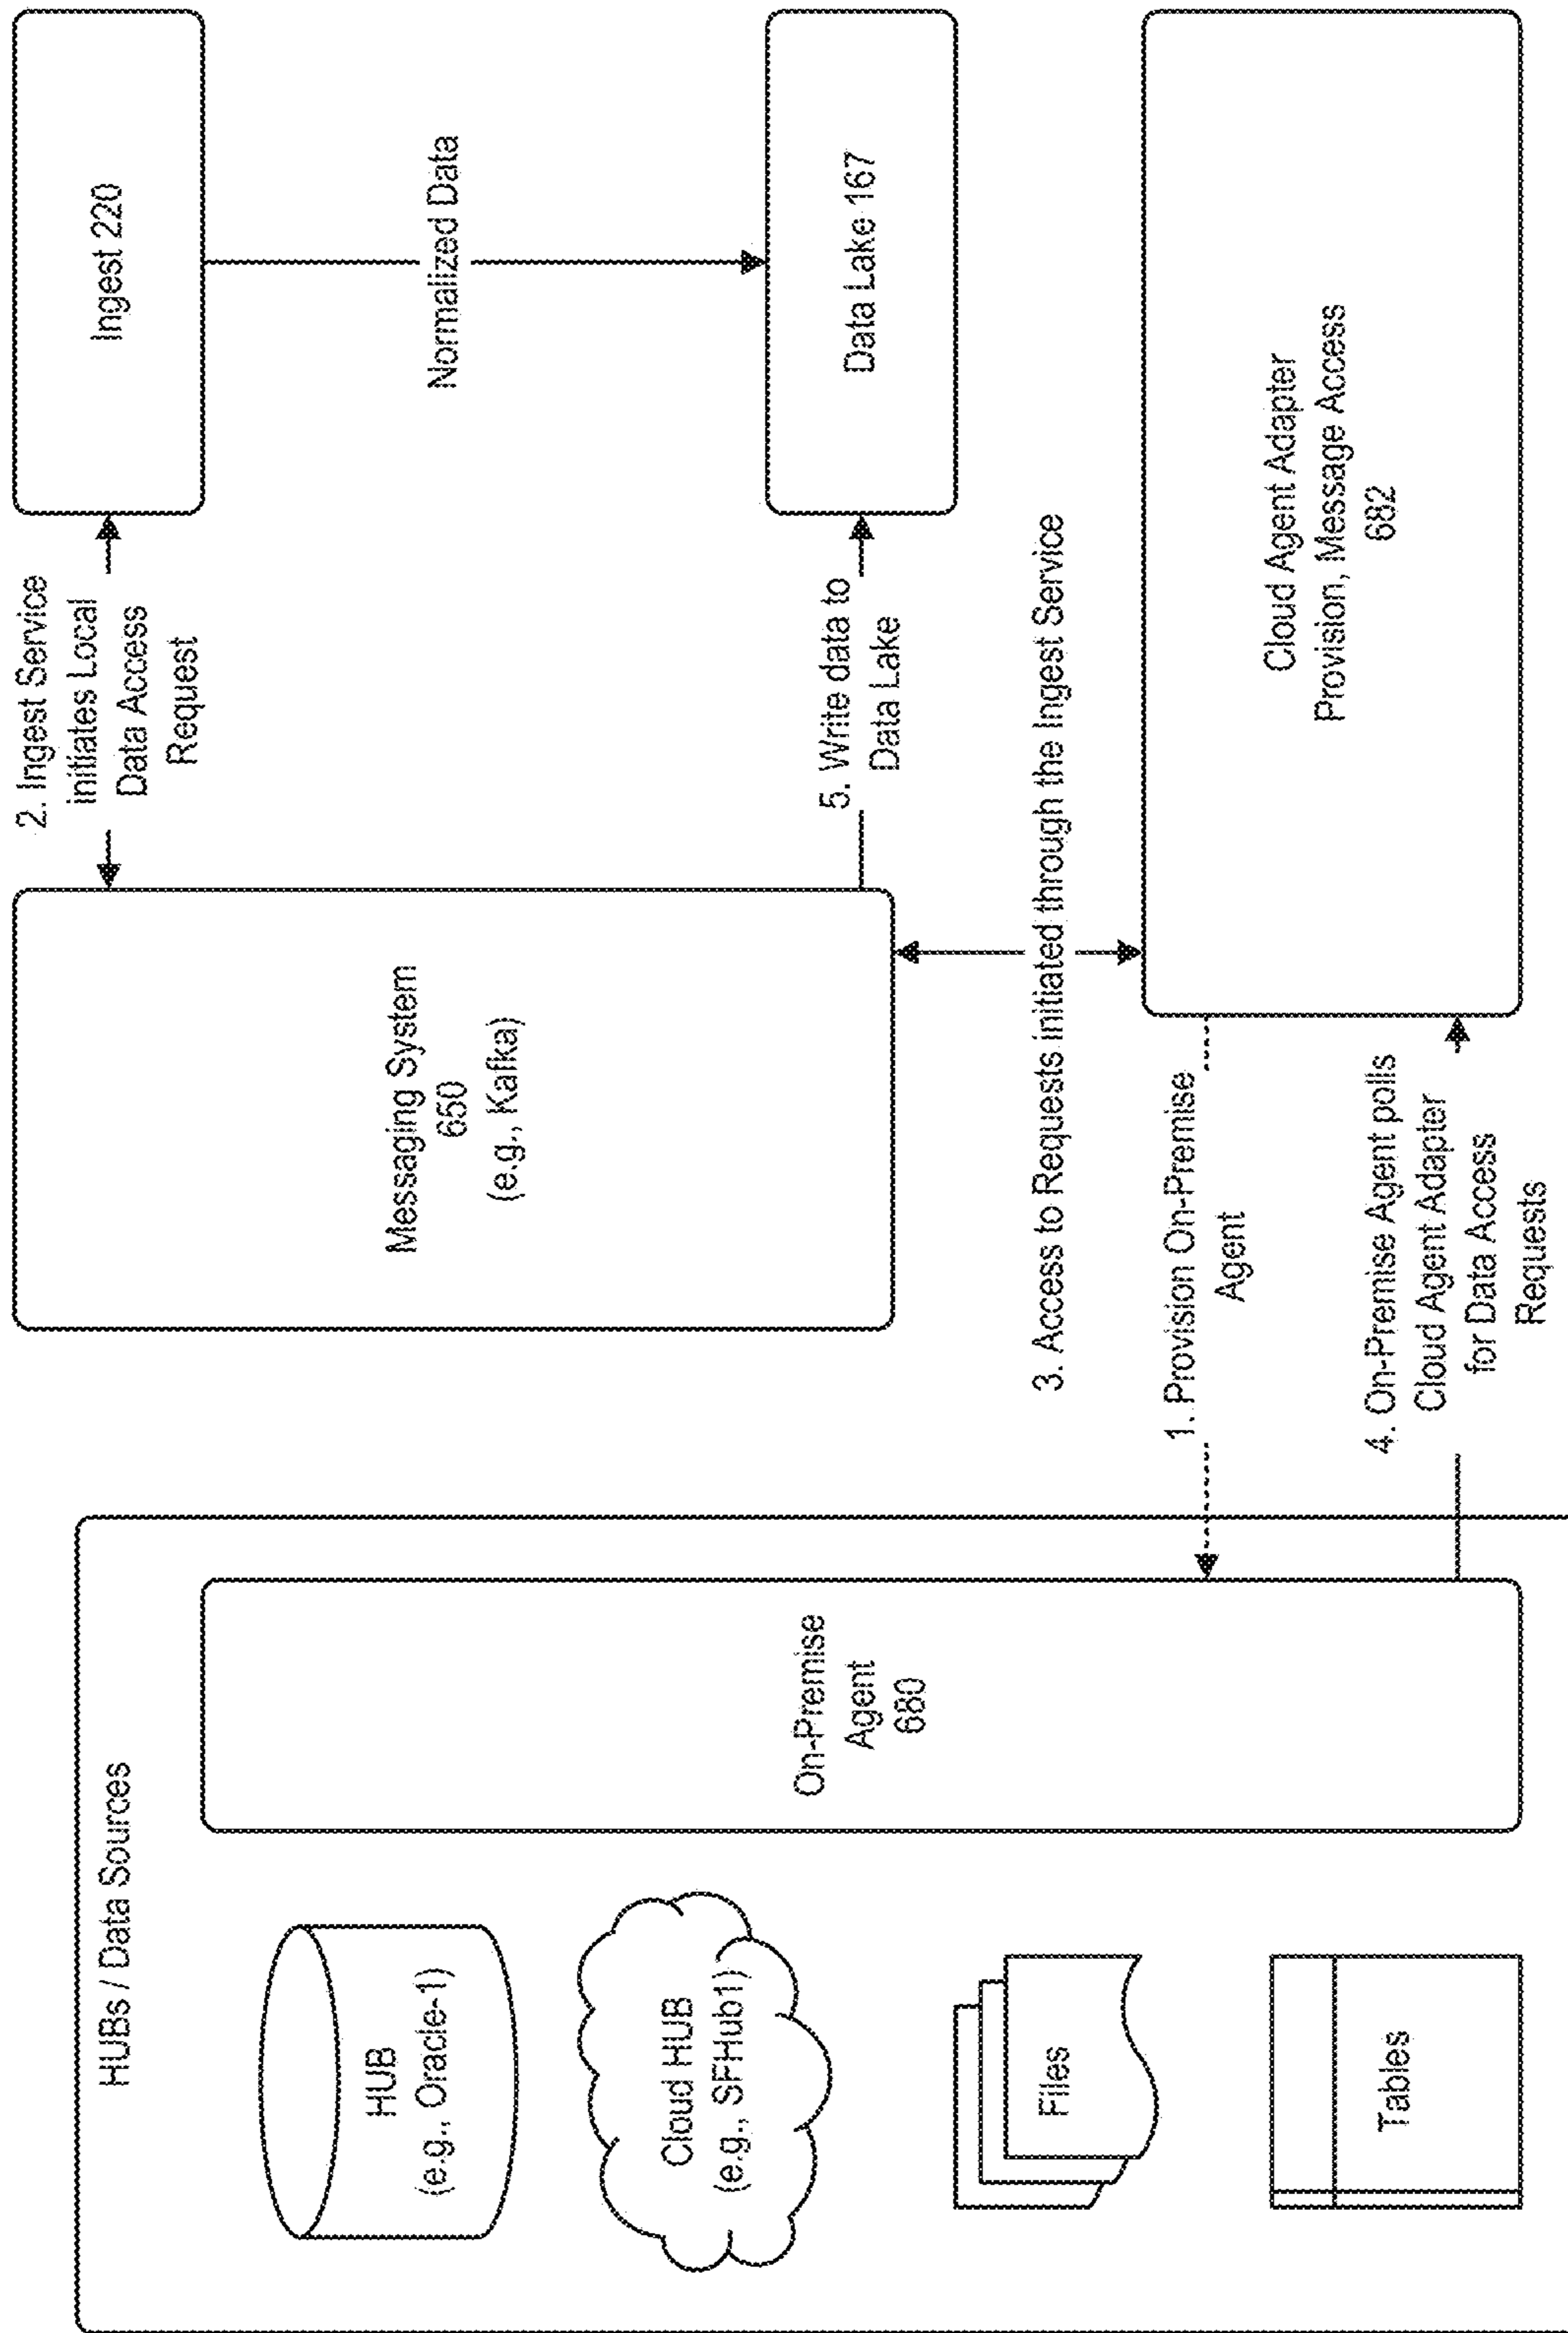 HUBs / Data Sources
HUB
(e.g., Oracle-1)
Cloud HUB
(e.g., SFHub1)
Files
Tables
On-Premise
Agent
680
Messaging System
650
(e.g., Kafka)
2. Ingest Service
initiates Local
Data Access
Request
Ingest 220
Normalized Data
5. Write data to
Data Lake
Data Lake 167
3. Access to Requests initiated through the Ingest Service
1. Provision On-Premise
Agent
4. On-Premise Agent polls
Cloud Agent Adapter
for Data Access
Requests
Cloud Agent Adapter
Provision, Message Access
682